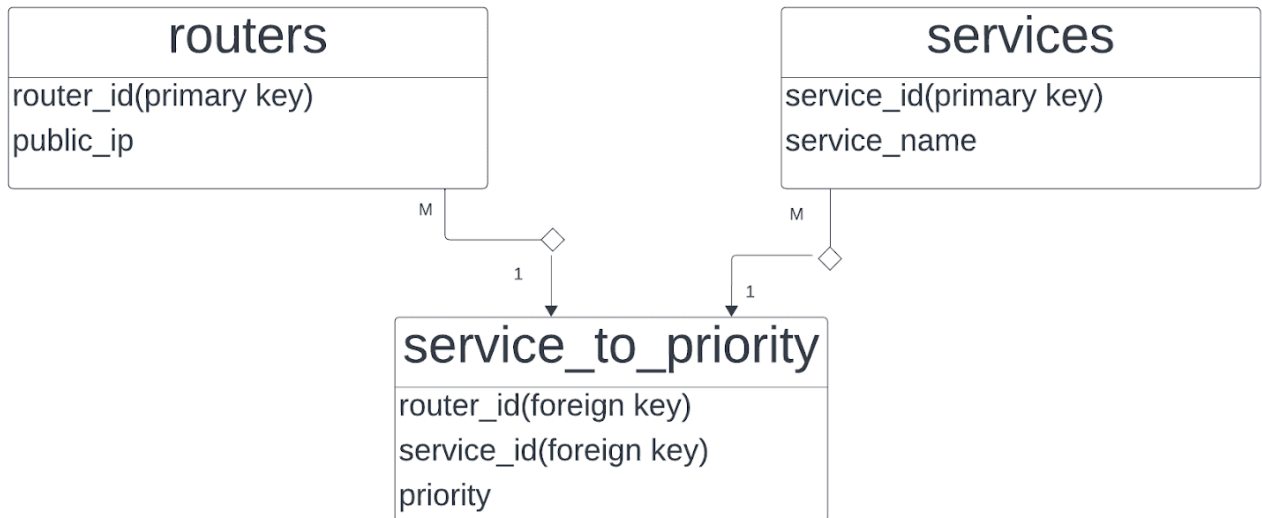 routers
router_id(primary key)
public_ip
services
service_id(primary key)
service_name
M
1
M
1
service_to_priority
router_id(foreign key)
service_id(foreign key)
priority